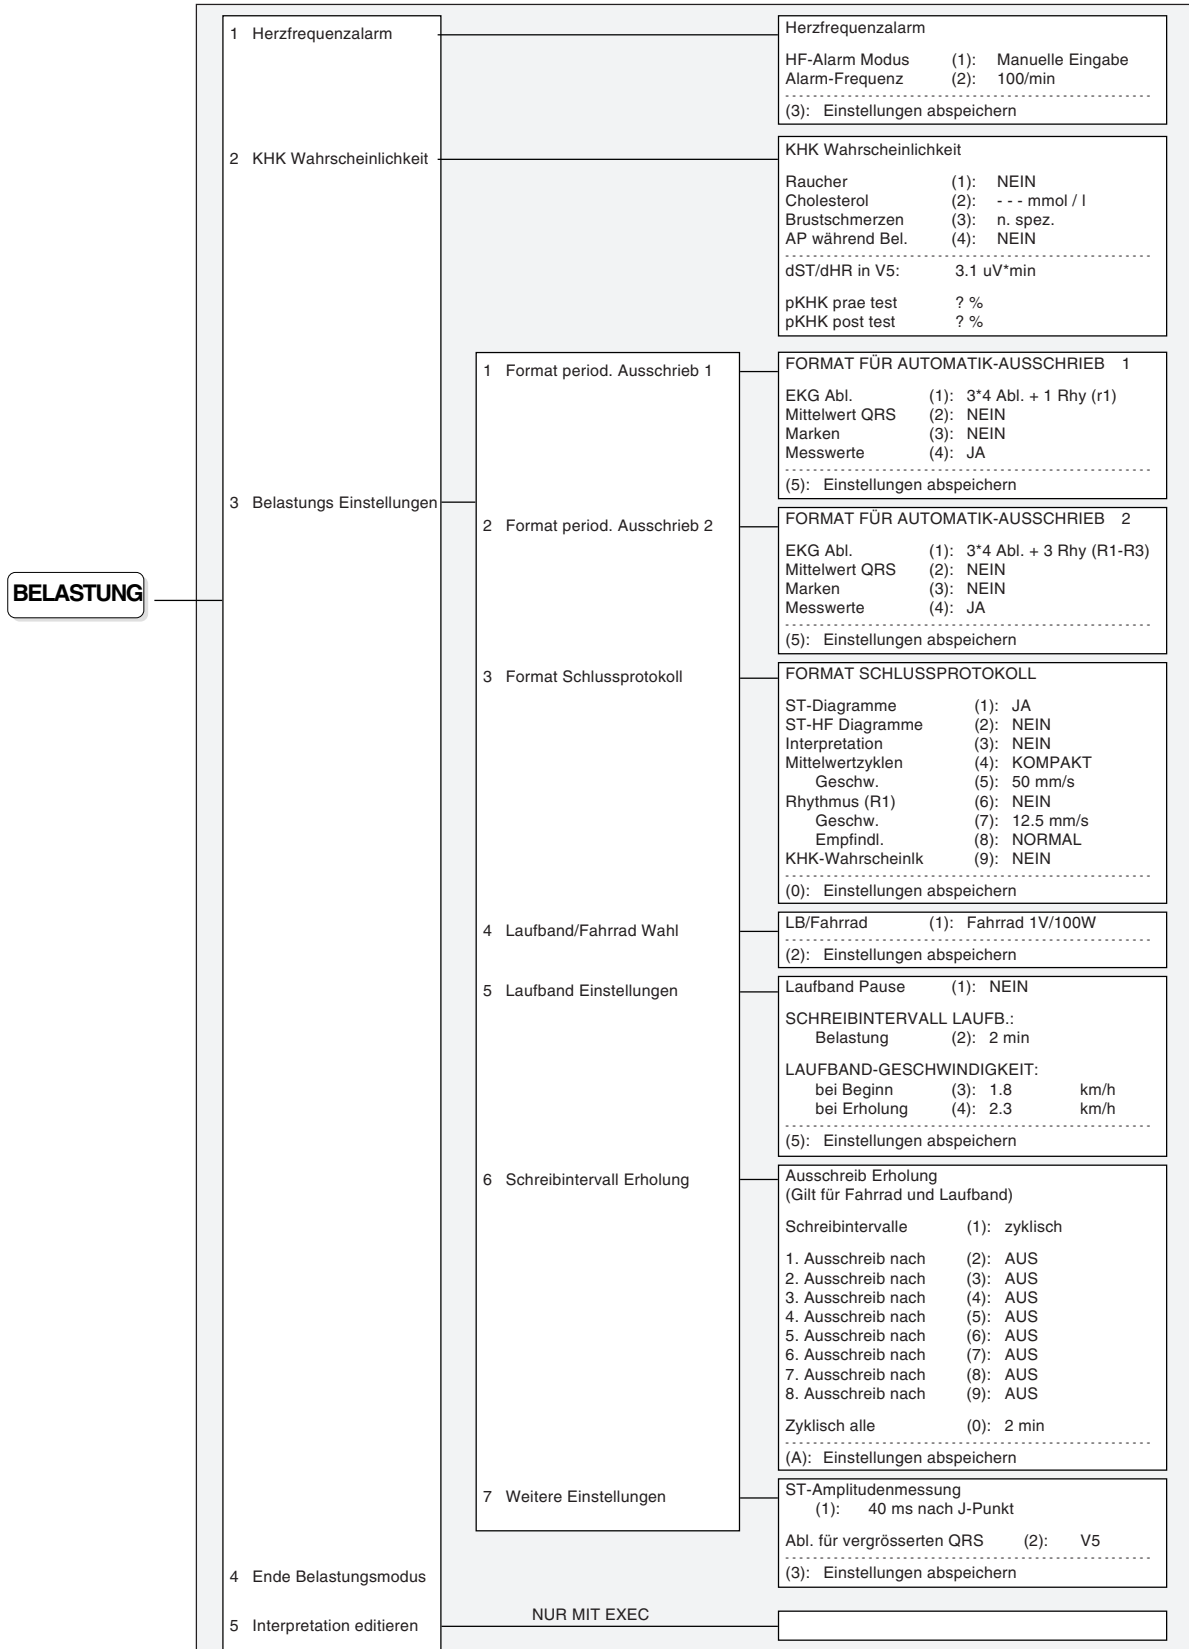 BELASTUNG
1 Herzfrequenzalarm
Herzfrequenzalarm
HF-Alarm Modus (1): Manuelle Eingabe
Alarm-Frequenz (2): 100/min
(3): Einstellungen abspeichern
2 KHK Wahrscheinlichkeit
KHK Wahrscheinlichkeit
Raucher (1): NEIN
Cholesterol (2): - - - mmol / l
Brustschmerzen (3): n. spez.
AP während Bel. (4): NEIN
dST/dHR in V5: 3.1 uV*min
pKHK prae test ? %
pKHK post test ? %
3 Belastungs Einstellungen
1 Format period. Ausschrieb 1
FORMAT FÜR AUTOMATIK-AUSSCHRIEB 1
EKG Abl. (1): 3*4 Abl. + 1 Rhy (r1)
Mittelwert QRS (2): NEIN
Marken (3): NEIN
Messwerte (4): JA
(5): Einstellungen abspeichern
2 Format period. Ausschrieb 2
FORMAT FÜR AUTOMATIK-AUSSCHRIEB 2
EKG Abl. (1): 3*4 Abl. + 3 Rhy (R1-R3)
Mittelwert QRS (2): NEIN
Marken (3): NEIN
Messwerte (4): JA
(5): Einstellungen abspeichern
3 Format Schlussprotokoll
FORMAT SCHLUSSPROTOKOLL
ST-Diagramme (1): JA
ST-HF Diagramme (2): NEIN
Interpretation (3): NEIN
Mittelwertzyklen (4): KOMPAKT
Geschw. (5): 50 mm/s
Rhythmus (R1) (6): NEIN
Geschw. (7): 12.5 mm/s
Empfindl. (8): NORMAL
KHK-Wahrscheinlk (9): NEIN
(0): Einstellungen abspeichern
4 Laufband/Fahrrad Wahl
LB/Fahrrad (1): Fahrrad 1V/100W
(2): Einstellungen abspeichern
5 Laufband Einstellungen
Laufband Pause (1): NEIN
SCHREIBINTERVALL LAUFB.:
Belastung (2): 2 min
LAUFBAND-GESCHWINDIGKEIT:
bei Beginn (3): 1.8 km/h
bei Erholung (4): 2.3 km/h
(5): Einstellungen abspeichern
6 Schreibintervall Erholung
Ausschreib Erholung
(Gilt für Fahrrad und Laufband)
Schreibintervalle (1): zyklisch
1. Ausschreib nach (2): AUS
2. Ausschreib nach (3): AUS
3. Ausschreib nach (4): AUS
4. Ausschreib nach (5): AUS
5. Ausschreib nach (6): AUS
6. Ausschreib nach (7): AUS
7. Ausschreib nach (8): AUS
8. Ausschreib nach (9): AUS
Zyklisch alle (0): 2 min
(A): Einstellungen abspeichern
7 Weitere Einstellungen
ST-Amplitudenmessung
(1): 40 ms nach J-Punkt
Abl. für vergrösserten QRS (2): V5
(3): Einstellungen abspeichern
4 Ende Belastungsmodus
5 Interpretation editieren
NUR MIT EXEC